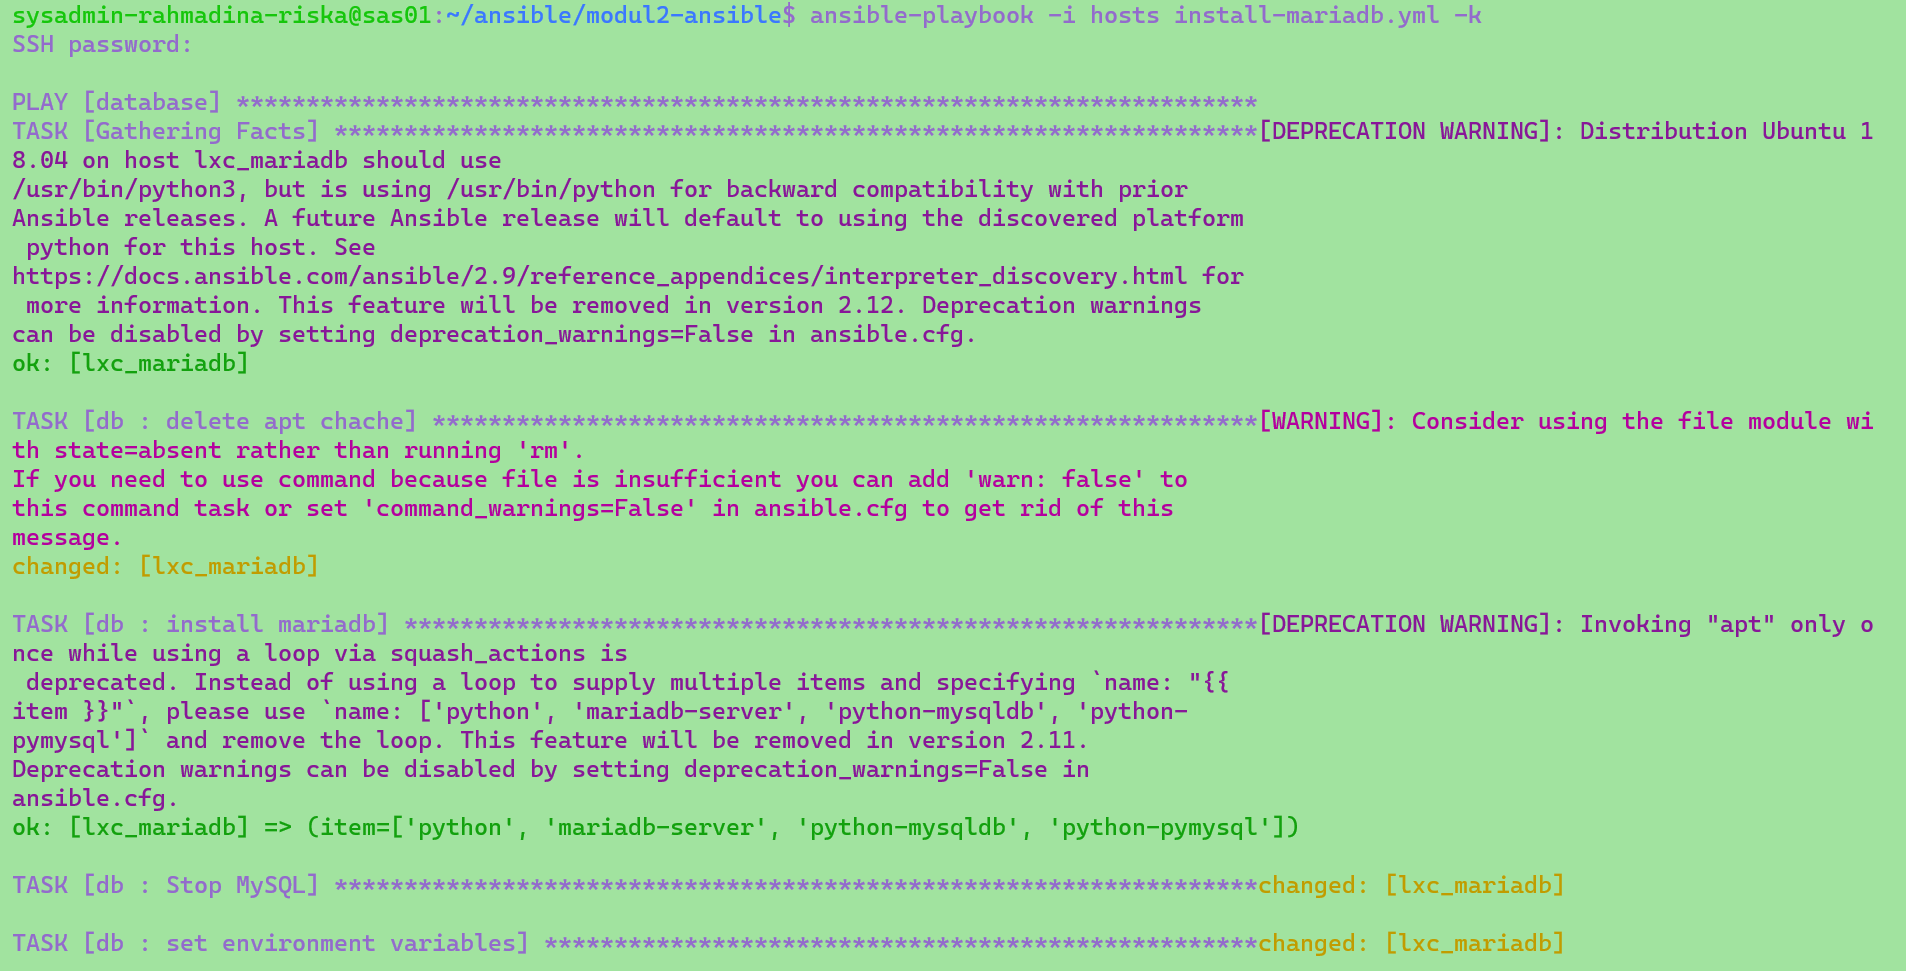 sysadmin-rahmadina-riska@sas01:~/ansible/modul2-ansible$ ansible-playbook -i hosts install-mariadb.yml -k
SSH password:
PLAY [database] *************************************************************************
TASK [Gathering Facts] ******************************************************************[DEPRECATION WARNING]: Distribution Ubuntu 1
8.04 on host lxc_mariadb should use
/usr/bin/python3, but is using /usr/bin/python for backward compatibility with prior
Ansible releases. A future Ansible release will default to using the discovered platform
 python for this host. See
https://docs.ansible.com/ansible/2.9/reference_appendices/interpreter_discovery.html for
 more information. This feature will be removed in version 2.12. Deprecation warnings
can be disabled by setting deprecation_warnings=False in ansible.cfg.
ok: [lxc_mariadb]
TASK [db : delete apt chache] ***********************************************************[WARNING]: Consider using the file module wi
th state=absent rather than running 'rm'.
If you need to use command because file is insufficient you can add 'warn: false' to
this command task or set 'command_warnings=False' in ansible.cfg to get rid of this
message.
changed: [lxc_mariadb]
TASK [db : install mariadb] *************************************************************[DEPRECATION WARNING]: Invoking "apt" only o
nce while using a loop via squash_actions is
 deprecated. Instead of using a loop to supply multiple items and specifying `name: "{{
item }}"`, please use `name: ['python', 'mariadb-server', 'python-mysqldb', 'python-
pymysql']` and remove the loop. This feature will be removed in version 2.11.
Deprecation warnings can be disabled by setting deprecation_warnings=False in
ansible.cfg.
ok: [lxc_mariadb] => (item=['python', 'mariadb-server', 'python-mysqldb', 'python-pymysql'])
TASK [db : Stop MySQL] ******************************************************************changed: [lxc_mariadb]
TASK [db : set environment variables] ***************************************************changed: [lxc_mariadb]